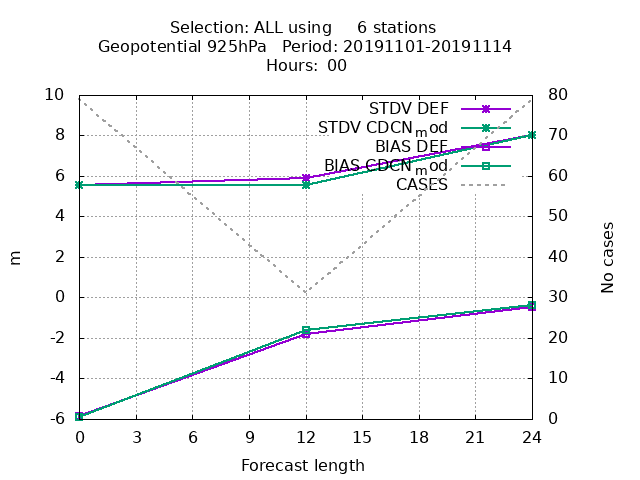 Selection: ALL using     6 stations
Geopotential 925hPa   Period: 20191101-20191114
Hours: 00
10
8
6
4
2
0
-2
-4
-6
m
STDV DEF
STDV CDCN_mod
BIAS DEF
BIAS CDCN_mod
CASES
80
70
60
50
40
30
20
10
0
No cases
0 3 6 9 12 15 18 21 24
Forecast length